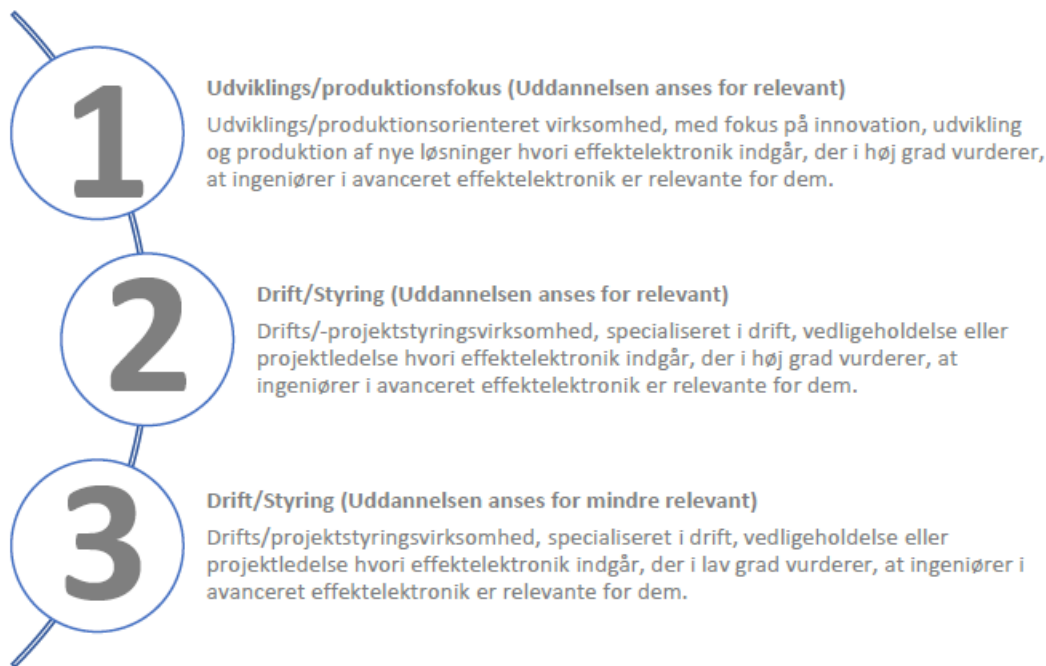 1
Udviklings/produktionsfokus (Uddannelsen anses for relevant)
Udviklings/produktionsorienteret virksomhed, med fokus på innovation, udvikling
og produktion af nye løsninger hvori effektelektronik indgår, der i høj grad vurderer,
at ingeniører i avanceret effektelektronik er relevante for dem.
2
Drift/Styring (Uddannelsen anses for relevant)
Drifts/-projektstyringsvirksomhed, specialiseret i drift, vedligeholdelse eller
projektledelse hvori effektelektronik indgår, der i høj grad vurderer, at
ingeniører i avanceret effektelektronik er relevante for dem.
3
Drift/Styring (Uddannelsen anses for mindre relevant)
Drifts/projektstyringsvirksomhed, specialiseret i drift, vedligeholdelse eller
projektledelse hvori effektelektronik indgår, der i lav grad vurderer, at ingeniører i
avanceret effektelektronik er relevante for dem.